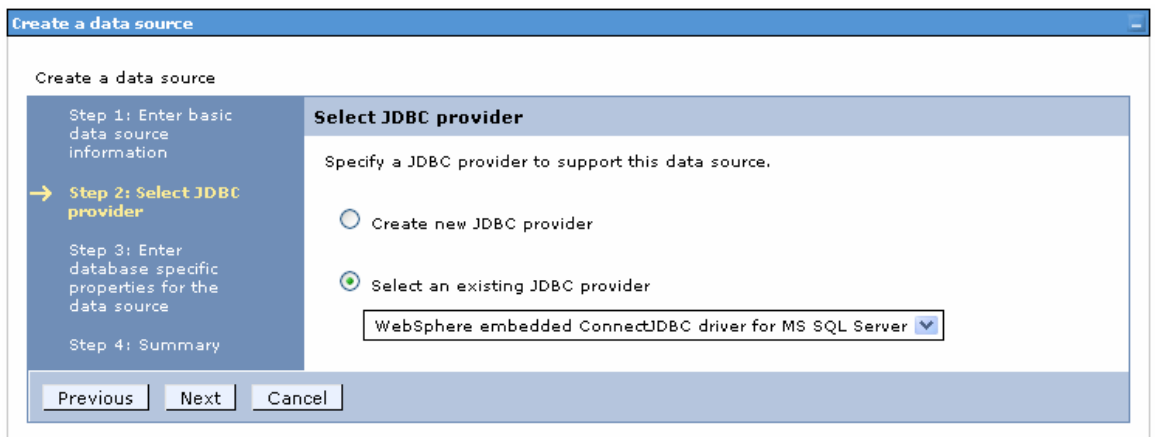 Create a data source
Create a data source
Step 1: Enter basic
data source
information
Step 2: Select JDBC
provider
Step 3: Enter
database specific
properties for the
data source
Step 4: Summary
Select JDBC provider
Specify a JDBC provider to support this data source.
Create new JDBC provider
Select an existing JDBC provider
WebSphere embedded ConnectJDBC driver for MS SQL Server
Previous Next Cancel